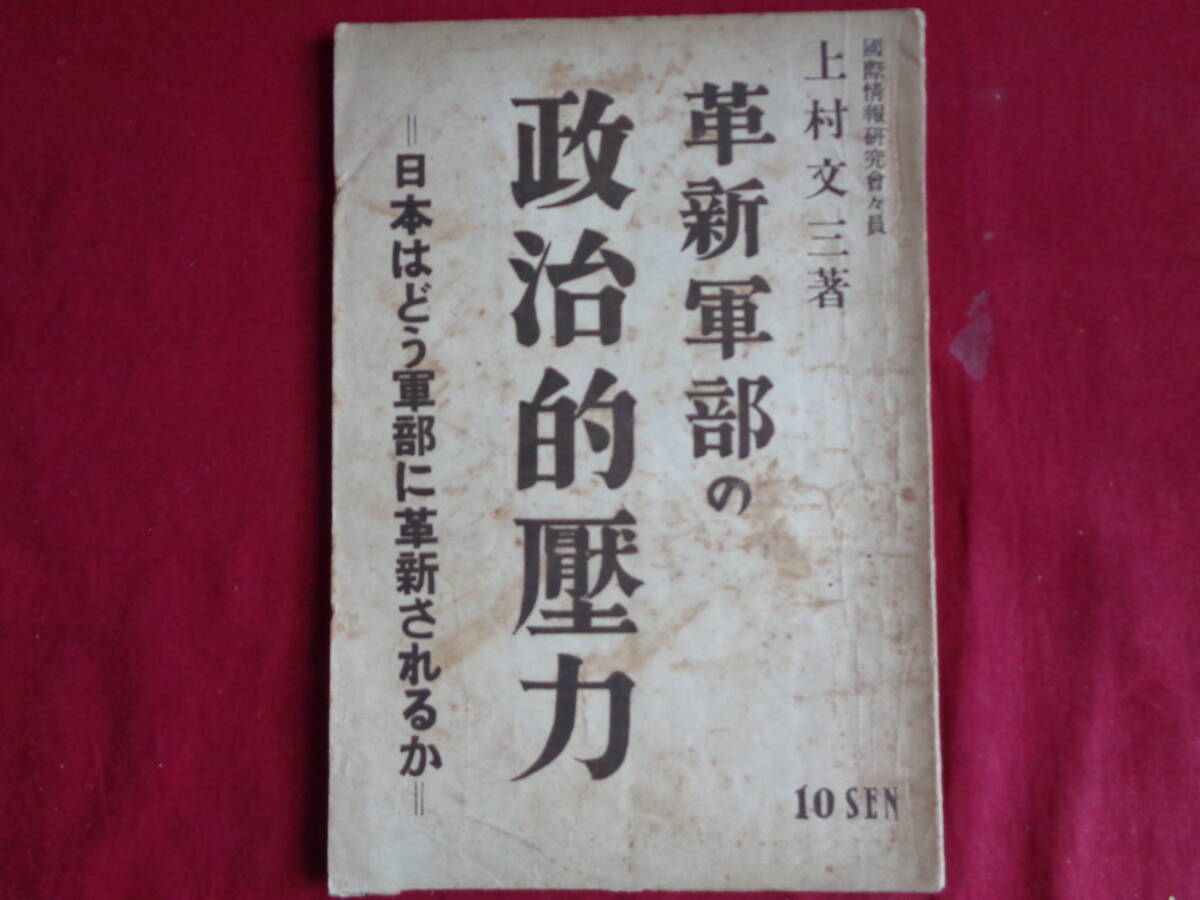 國際情報研究會々員
上村文三著
革新軍部の
政治的壓力
=日本はどう軍部に革新されるか=
10 SEN